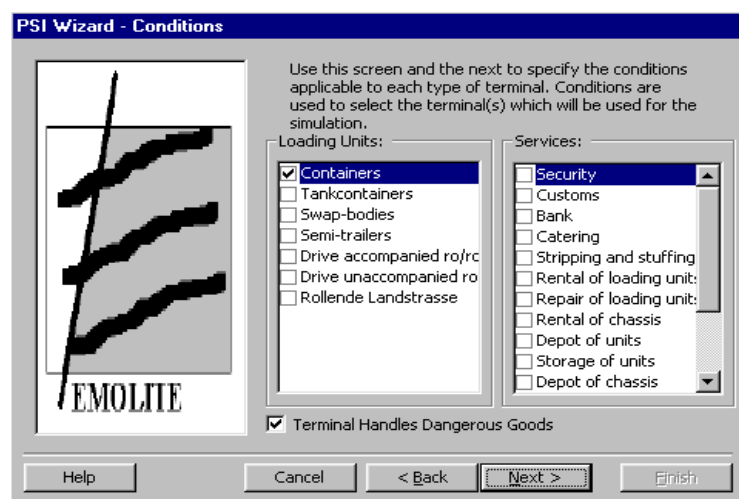 PSI Wizard - Conditions
Use this screen and the next to specify the conditions
applicable to each type of terminal. Conditions are
used to select the terminal(s) which will be used for the
simulation.
Loading Units:
Containers
Tankcontainers
Swap-bodies
Semi-trailers
Drive accompanied ro/rc
Drive unaccompanied ro
Rollende Landstrasse
Services:
Security
Customs
Bank
Catering
Stripping and stuffing
Rental of loading unit
Repair of loading unit
Rental of chassis
Depot of units
Storage of units
Depot of chassis
EMOLITE
Terminal Handles Dangerous Goods
Help
Cancel
< Back
Next >
Finish